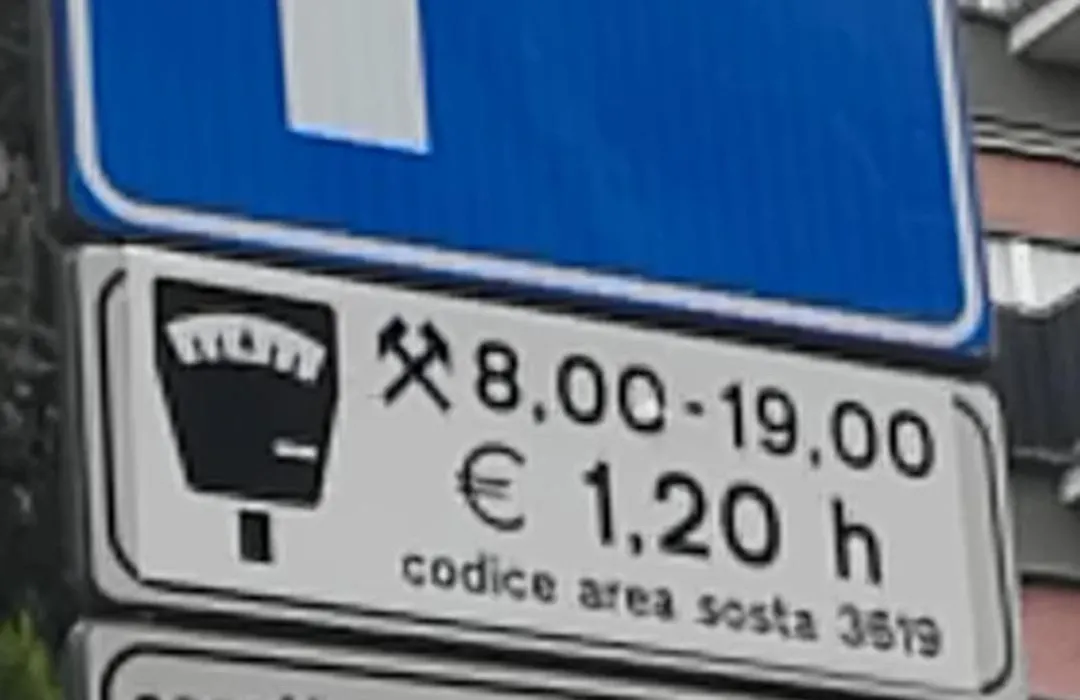 8,00-19,00
€ 1,20 h
codice area sosta 3619